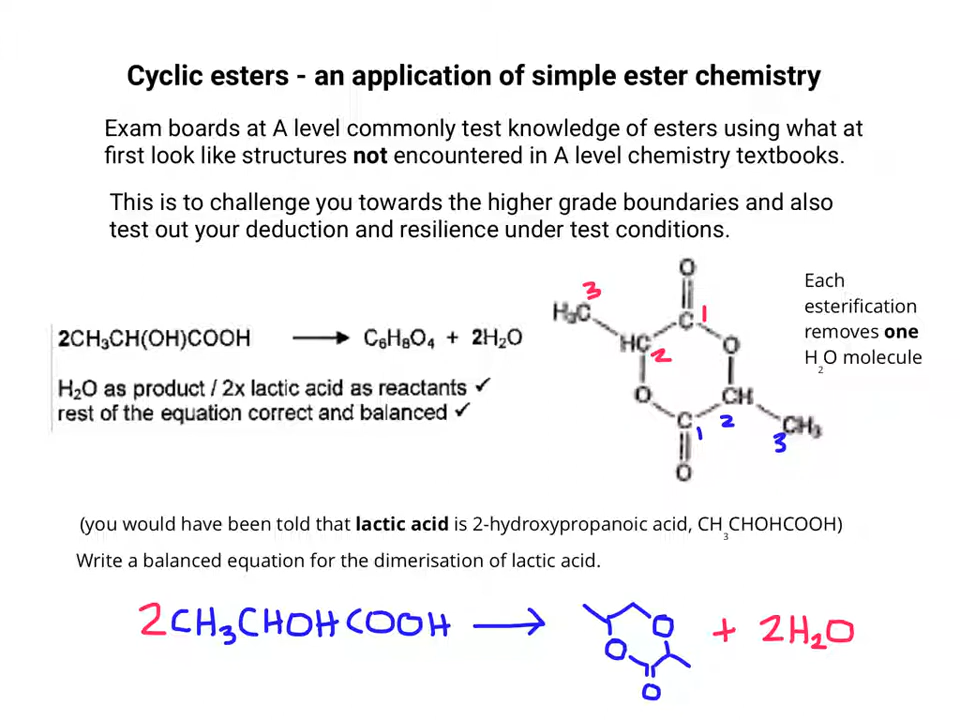 Cyclic esters - an application of simple ester chemistry
Exam boards at A level commonly test knowledge of esters using what at
first look like structures not encountered in A level chemistry textbooks.
This is to challenge you towards the higher grade boundaries and also
test out your deduction and resilience under test conditions.
2CH₃CH(OH)COOH ⟶ C₆H₈O₄ + 2H₂O
H₂O as product / 2x lactic acid as reactants ✓
rest of the equation correct and balanced ✓
O
3
H₃C
C 1
HC 2
O
O
CH
C 1
2
CH₃
3
O
Each
esterification
removes one
H₂O molecule
(you would have been told that lactic acid is 2-hydroxypropanoic acid, CH₃CHOHCOOH)
Write a balanced equation for the dimerisation of lactic acid.
2CH₃CHOHCOOH ⟶ + 2H₂O
O
O
O